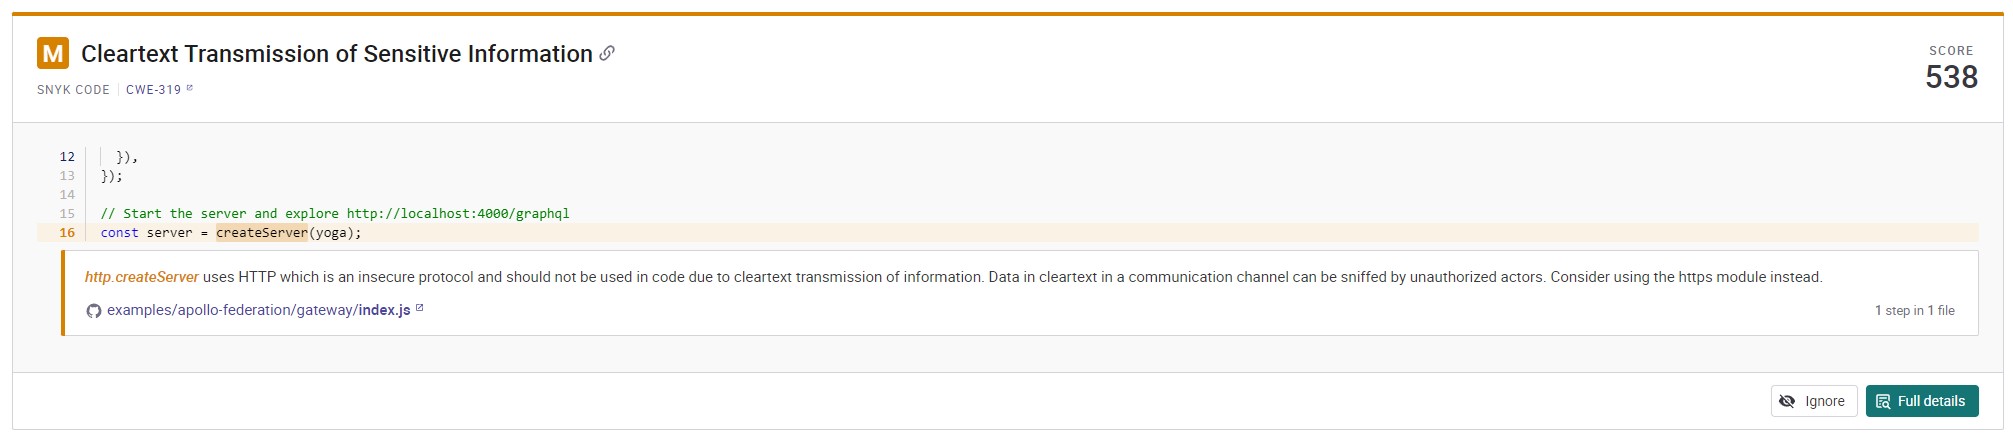 M Cleartext Transmission of Sensitive Information
SCORE
538
SNYK CODE | CWE-319
12 }),
13 });
14
15 // Start the server and explore http://localhost:4000/graphql
16 const server = createServer(yoga);
http.createServer uses HTTP which is an insecure protocol and should not be used in code due to cleartext transmission of information. Data in cleartext in a communication channel can be sniffed by unauthorized actors. Consider using the https module instead.
examples/apollo-federation/gateway/index.js
1 step in 1 file
Ignore
Full details